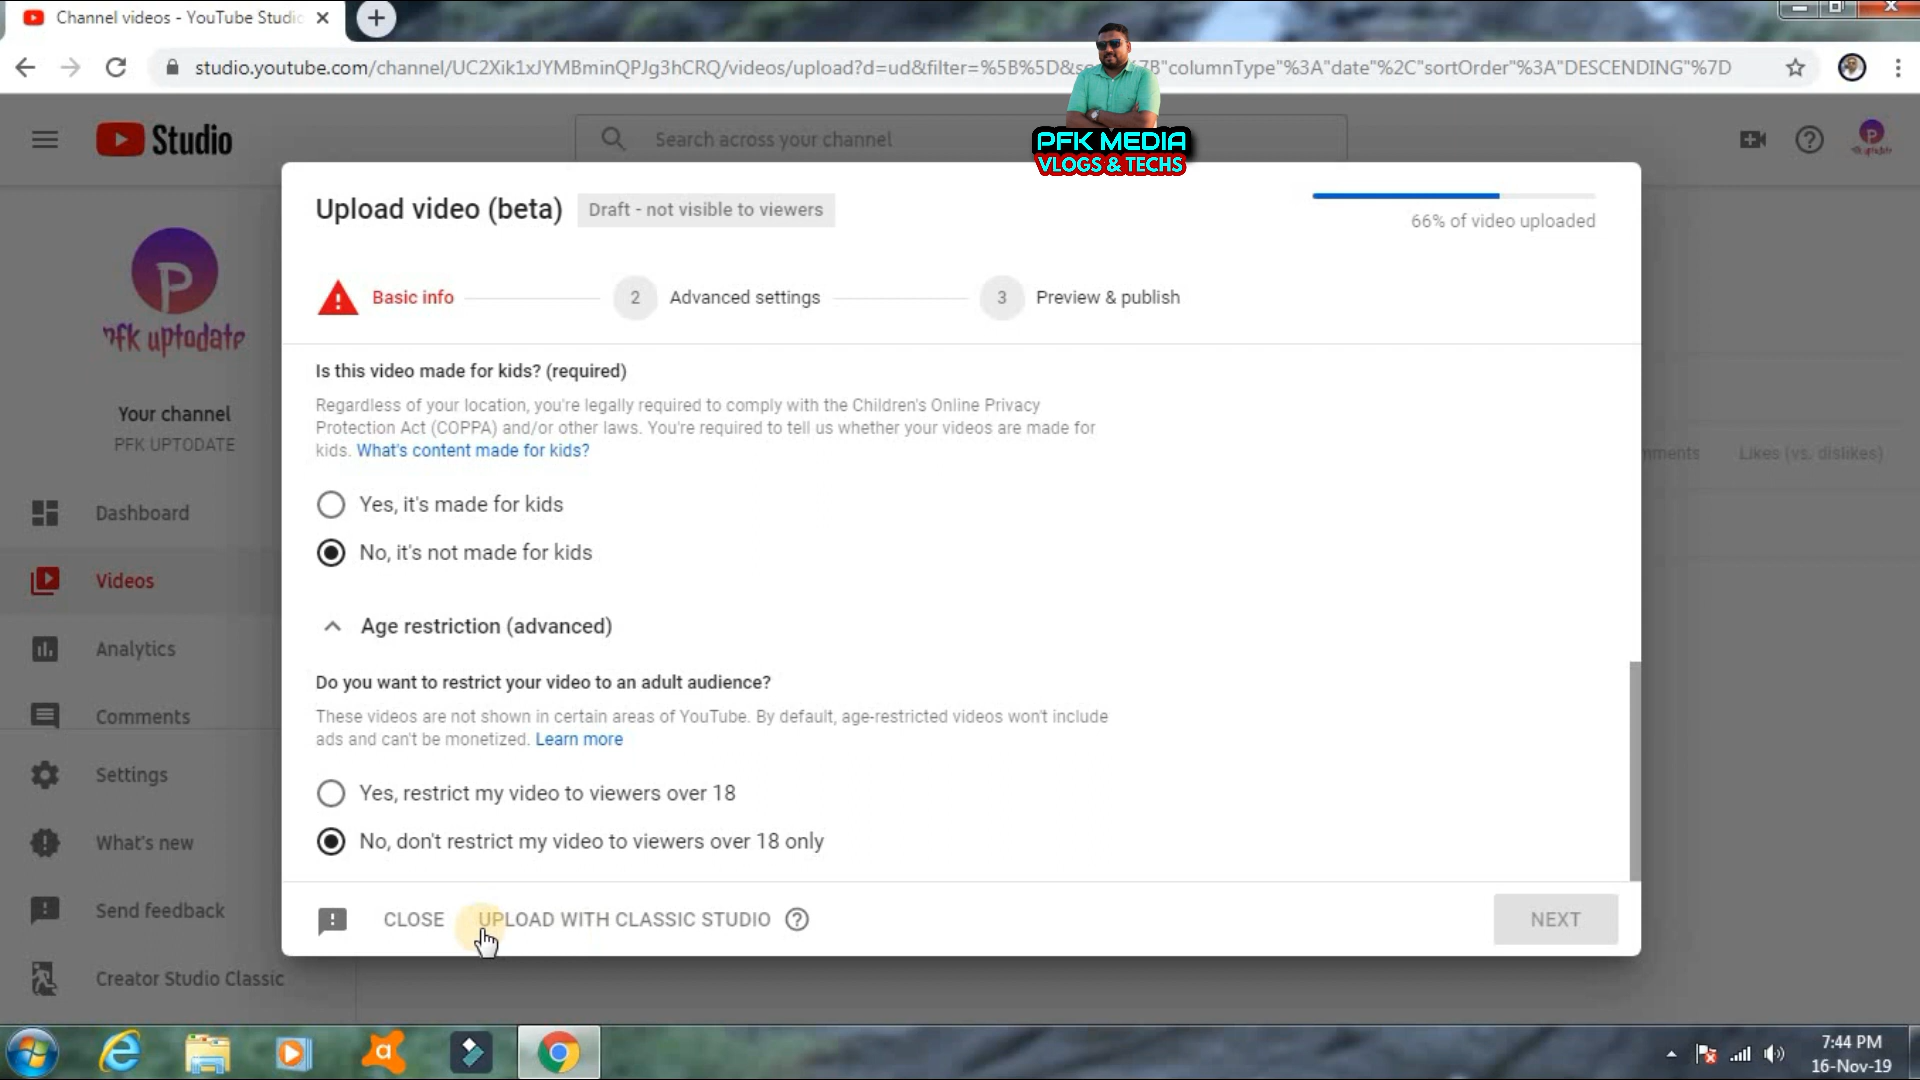 Channel videos - YouTube Studio
studio.youtube.com/channel/UC2Xik1xJYMBminQPJg3hCRQ/videos/upload?d=ud&filter=%5B%5D&so 7B"columnType"%3A"date"%2C"sortOrder"%3A"DESCENDING"%7D
Studio
Search across your channel
PFK MEDIA
VLOGS & TECHS
P
pfk uptodate
Your channel
PFK UPTODATE
Dashboard
Videos
Analytics
Comments
Settings
What's new
Send feedback
Creator Studio Classic
Upload video (beta)
Draft - not visible to viewers
66% of video uploaded
Basic info
2
Advanced settings
3
Preview & publish
Is this video made for kids? (required)
Regardless of your location, you're legally required to comply with the Children's Online Privacy
Protection Act (COPPA) and/or other laws. You're required to tell us whether your videos are made for
kids. What's content made for kids?
Yes, it's made for kids
No, it's not made for kids
Age restriction (advanced)
Do you want to restrict your video to an adult audience?
These videos are not shown in certain areas of YouTube. By default, age-restricted videos won't include
ads and can't be monetized. Learn more
Yes, restrict my video to viewers over 18
No, don't restrict my video to viewers over 18 only
CLOSE
UPLOAD WITH CLASSIC STUDIO
NEXT
Likes (vs. dislikes)
7:44 PM
16-Nov-19